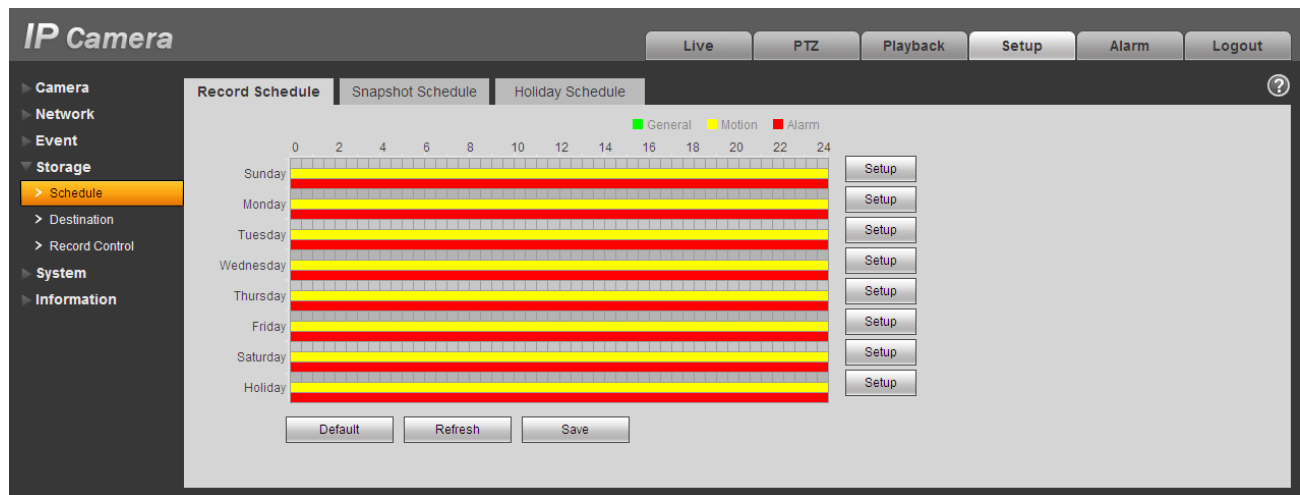 IP Camera
Live PTZ Playback Setup Alarm Logout
Camera
Network
Event
Storage
> Schedule
> Destination
> Record Control
System
Information
Record Schedule Snapshot Schedule Holiday Schedule ?
General Motion Alarm
0 2 4 6 8 10 12 14 16 18 20 22 24
Sunday Setup
Monday Setup
Tuesday Setup
Wednesday Setup
Thursday Setup
Friday Setup
Saturday Setup
Holiday Setup
Default Refresh Save